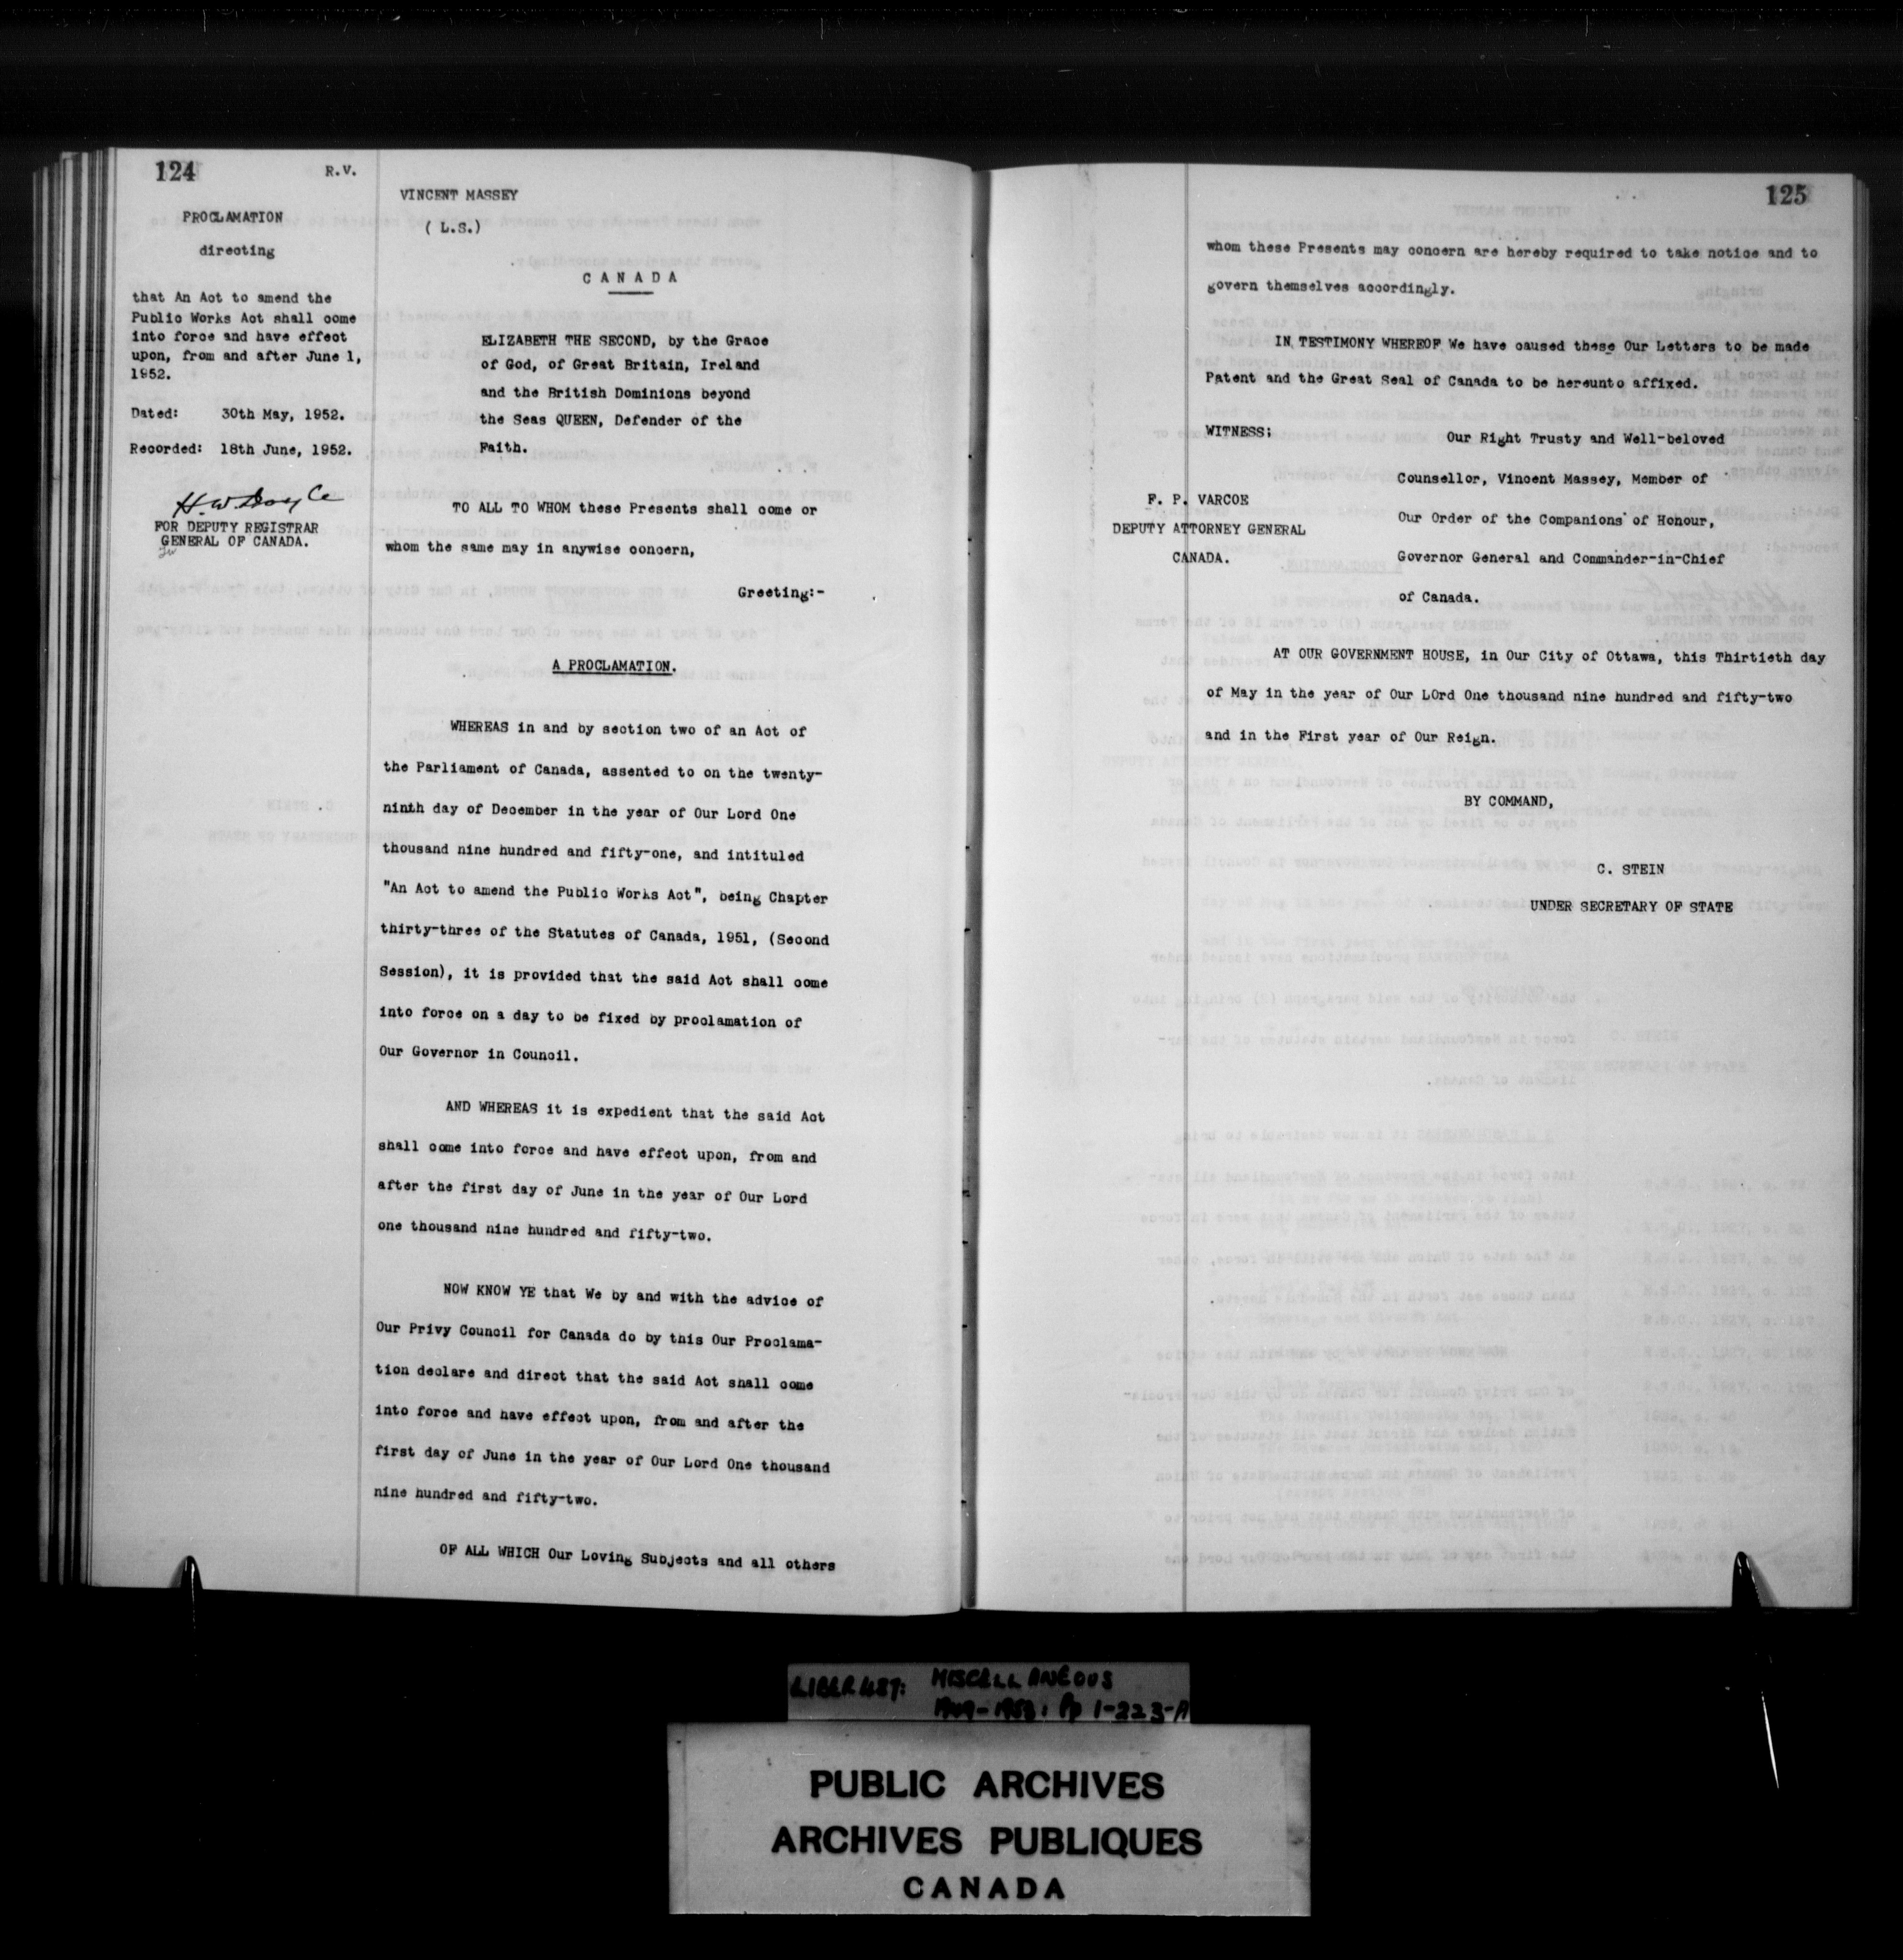 124
R.V.
PROCLAMATION
directing
that An Act to amend the
Public Works Act shall come
into force and have effect
upon, from and after June 1,
1952.
Dated: 30th May, 1952.
Recorded: 18th June, 1952.
H.W. Doyle
FOR DEPUTY REGISTRAR
GENERAL OF CANADA.
VINCENT MASSEY
( L.S.)
CANADA
ELIZABETH THE SECOND, by the Grace
of God, of Great Britain, Ireland
and the British Dominions beyond
the Seas QUEEN, Defender of the
Faith.
TO ALL TO WHOM these Presents shall come or
whom the same may in anywise concern,
Greeting:-
A PROCLAMATION.
WHEREAS in and by section two of an Act of
the Parliament of Canada, assented to on the twenty-
ninth day of December in the year of Our Lord One
thousand nine hundred and fifty-one, and intituled
"An Act to amend the Public Works Act", being Chapter
thirty-three of the Statutes of Canada, 1951, (Second
Session), it is provided that the said Act shall come
into force on a day to be fixed by proclamation of
Our Governor in Council.
AND WHEREAS it is expedient that the said Act
shall come into force and have effect upon, from and
after the first day of June in the year of Our Lord
one thousand nine hundred and fifty-two.
NOW KNOW YE that We by and with the advice of
Our Privy Council for Canada do by this Our Proclama-
tion declare and direct that the said Act shall come
into force and have effect upon, from and after the
first day of June in the year of Our Lord One thousand
nine hundred and fifty-two.
OF ALL WHICH Our Loving Subjects and all others
125
whom these Presents may concern are hereby required to take notice and to
govern themselves accordingly.
IN TESTIMONY WHEREOF We have caused these Our Letters to be made
Patent and the Great Seal of Canada to be hereunto affixed.
WITNESS:
Our Right Trusty and Well-beloved
Counsellor, Vincent Massey, Member of
Our Order of the Companions of Honour,
Governor General and Commander-in-Chief
of Canada.
F. P. VARCOE
DEPUTY ATTORNEY GENERAL
CANADA.
AT OUR GOVERNMENT HOUSE, in Our City of Ottawa, this Thirtieth day
of May in the year of Our LOrd One thousand nine hundred and fifty-two
and in the First year of Our Reign.
BY COMMAND,
C. STEIN
UNDER SECRETARY OF STATE
LIBER 489: MISCELLANEOUS
1949-1953: Pp 1-223-A
PUBLIC ARCHIVES
ARCHIVES PUBLIQUES
CANADA